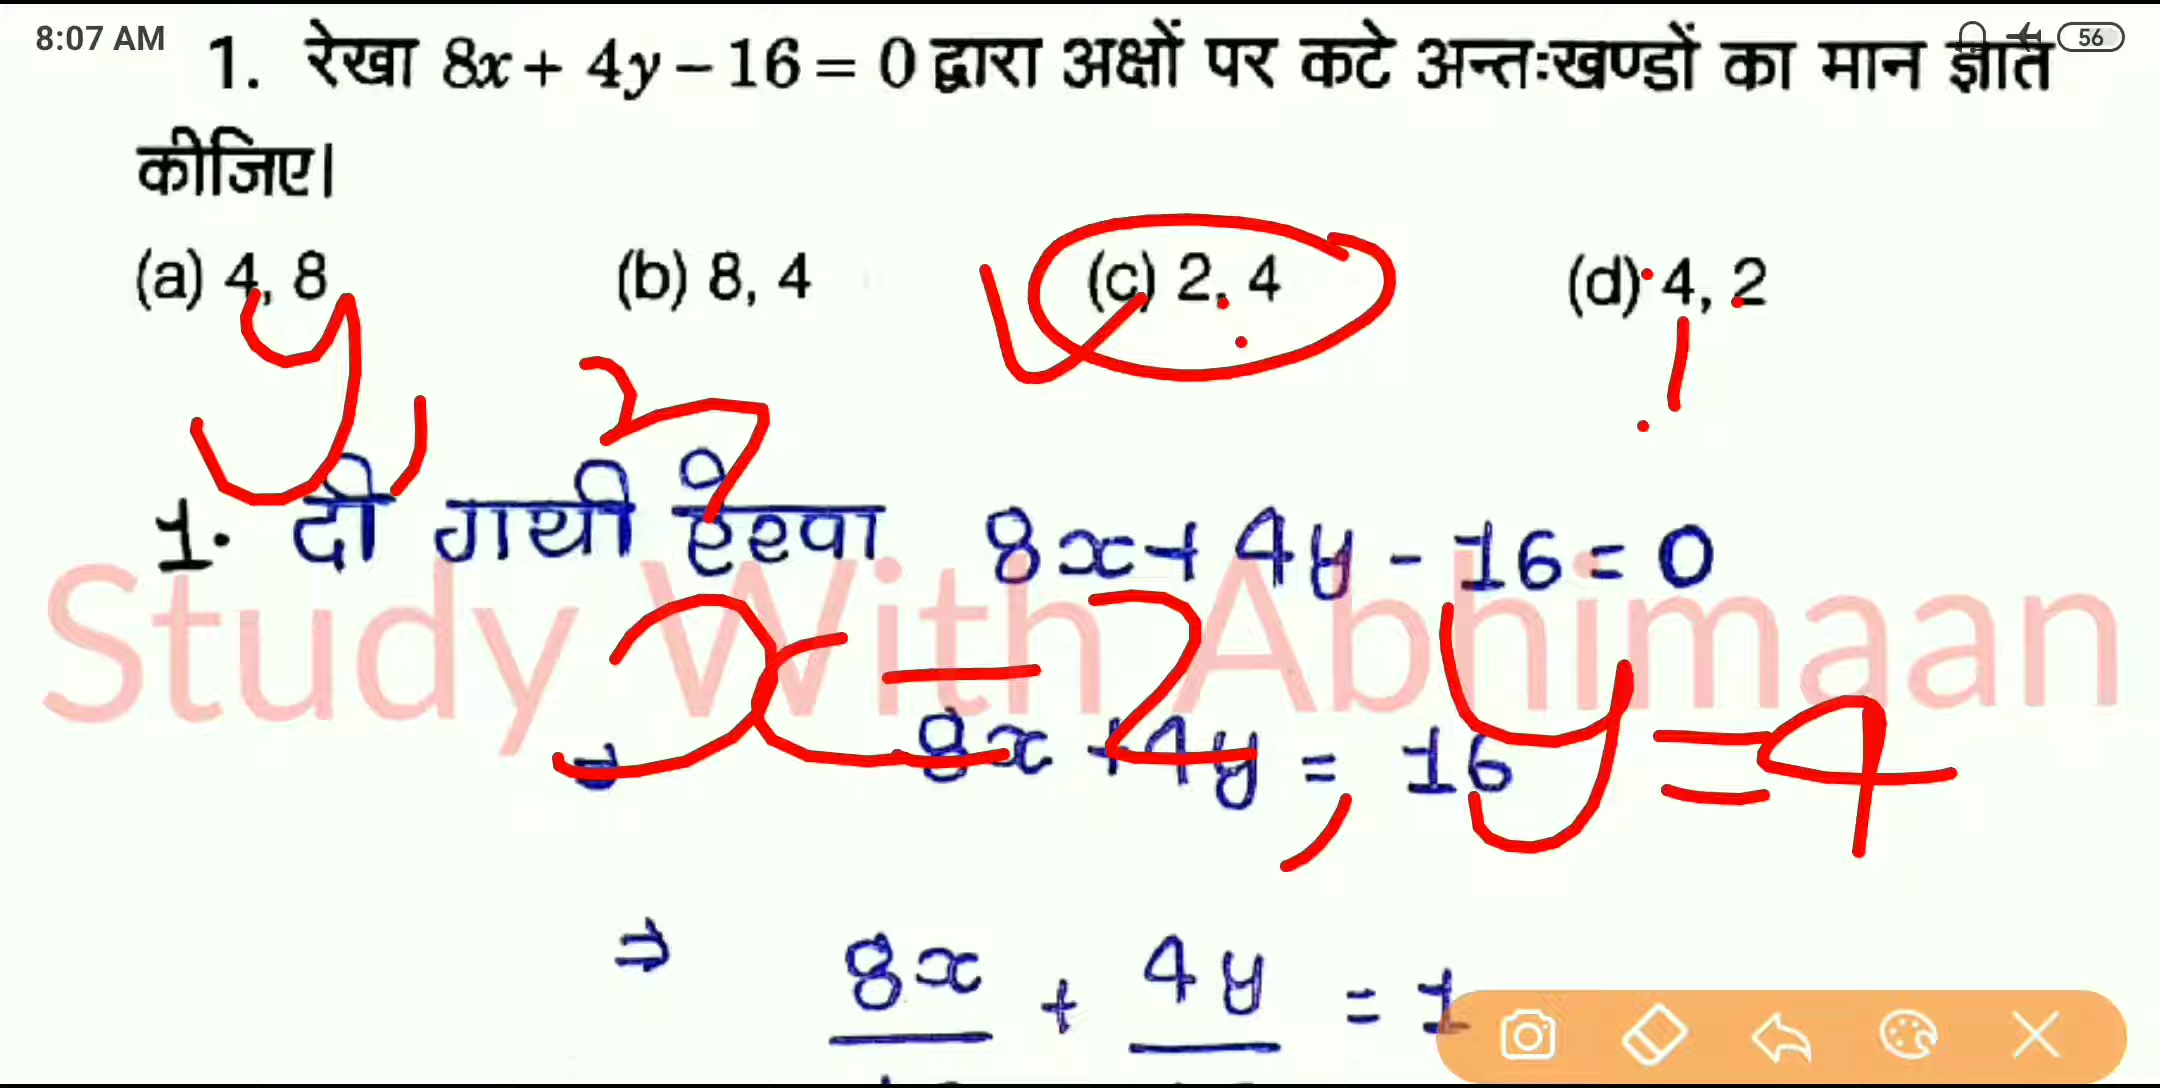 8:07 AM
56
1. रेखा 8x + 4y – 16 = 0 द्वारा अक्षों पर कटे अन्तःखण्डों का मान ज्ञात
कीजिए।
(a) 4, 8 (b) 8, 4 (c) 2, 4 (d) 4, 2
y, x
1. दी गयी रेखा 8x + 4y - 16 = 0
Study With Abhimaan
x = 2, y = 4
⇒ 8x + 4y = 16
⇒ 8x + 4y = 1